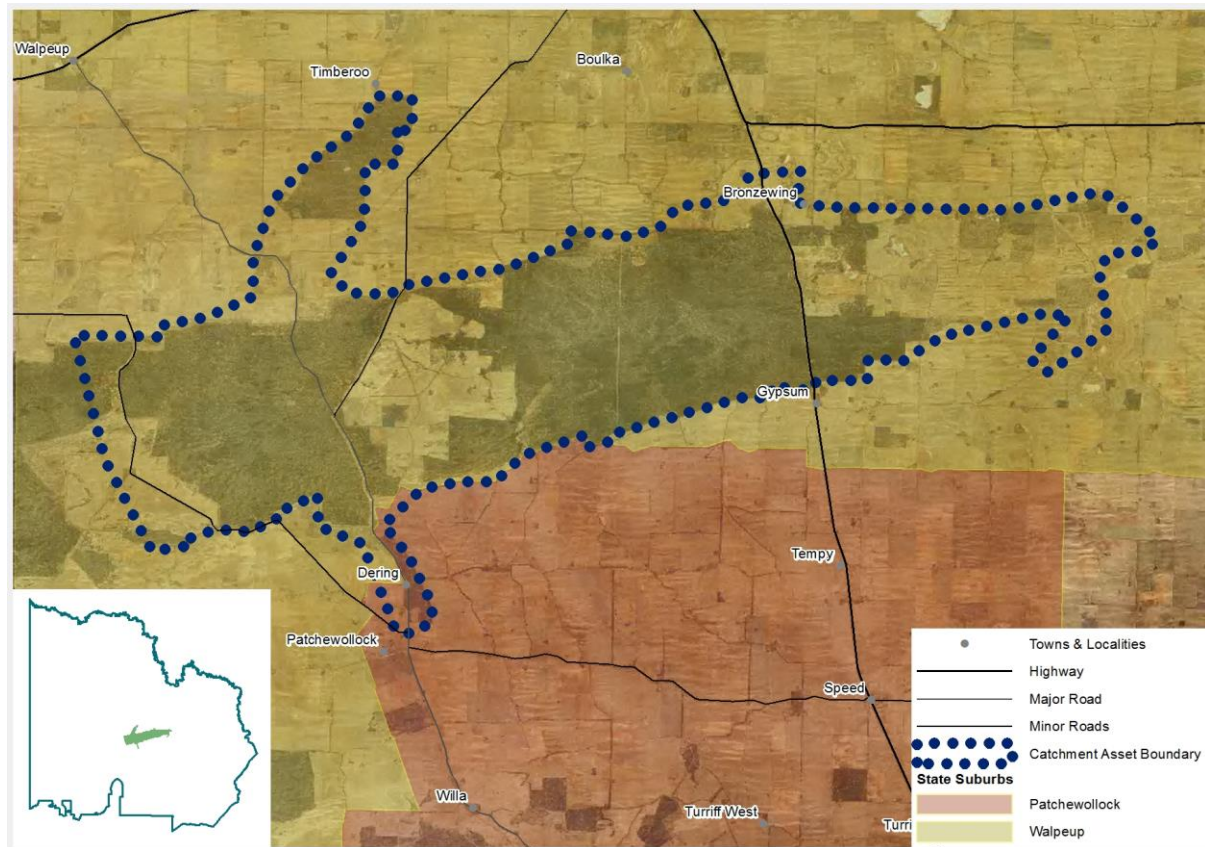 Walpeup
Timberoo
Boulka
Bronzewing
Gypsum
Dering
Tempy
Patchewollock
Speed
Willa
Turriff West
Turri
Towns & Localities
Highway
Major Road
Minor Roads
Catchment Asset Boundary
State Suburbs
Patchewollock
Walpeup